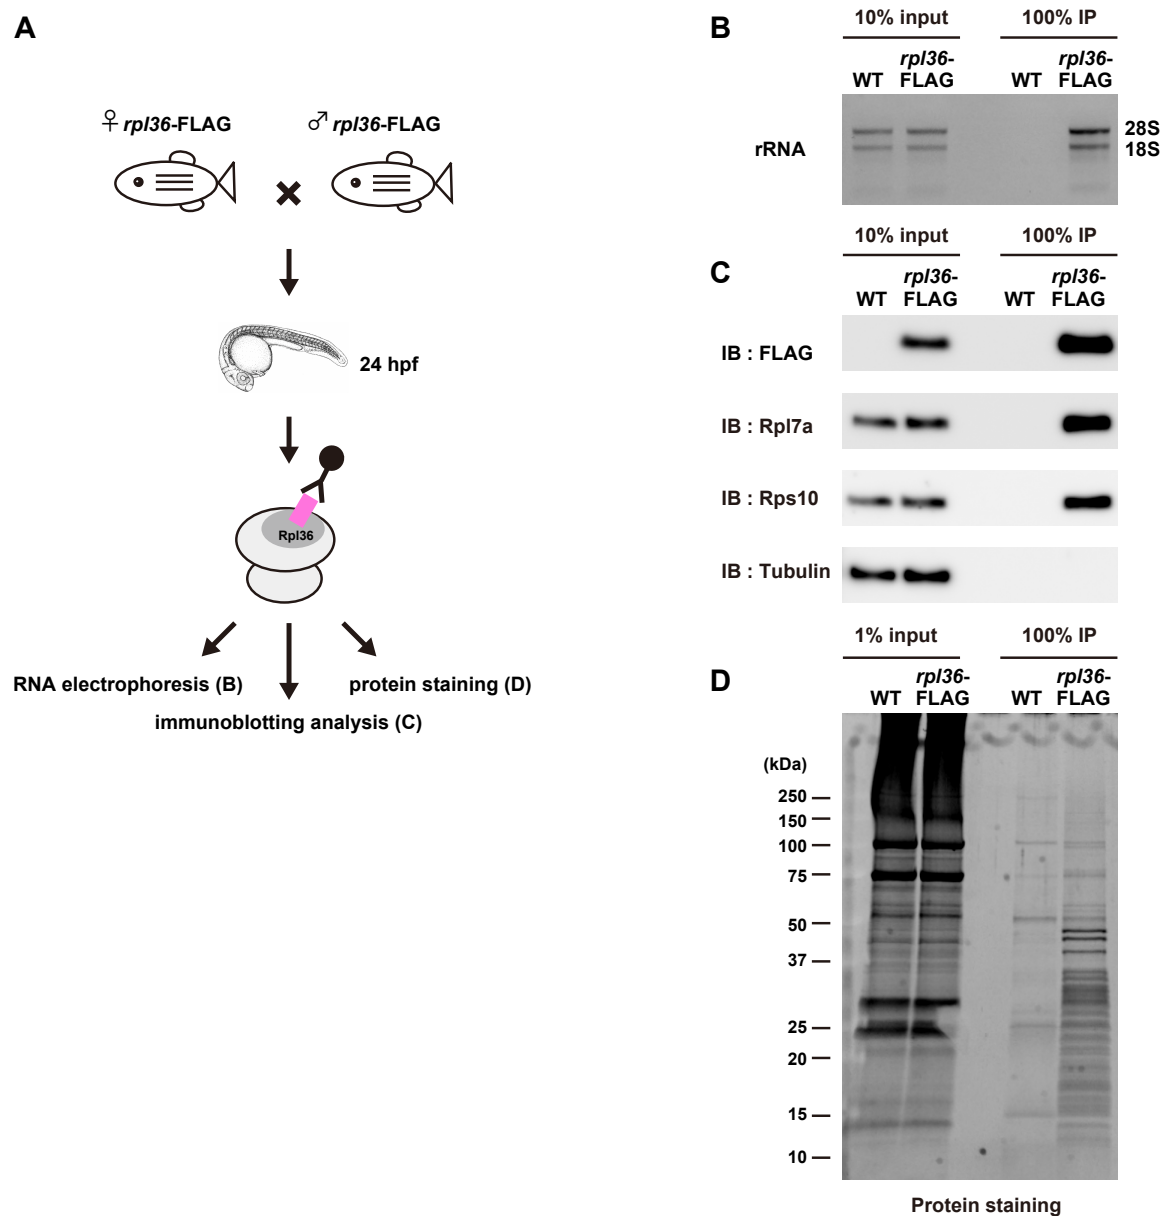 A
♀ rpl36-FLAG
♂ rpl36-FLAG
24 hpf
Rpl36
RNA electrophoresis (B)
protein staining (D)
immunoblotting analysis (C)
B
10% input
100% IP
WT
rpl36-
FLAG
WT
rpl36-
FLAG
rRNA
28S
18S
C
10% input
100% IP
WT
rpl36-
FLAG
WT
rpl36-
FLAG
IB : FLAG
IB : Rpl7a
IB : Rps10
IB : Tubulin
D
1% input
100% IP
WT
rpl36-
FLAG
WT
rpl36-
FLAG
(kDa)
250
150
100
75
50
37
25
20
15
10
Protein staining